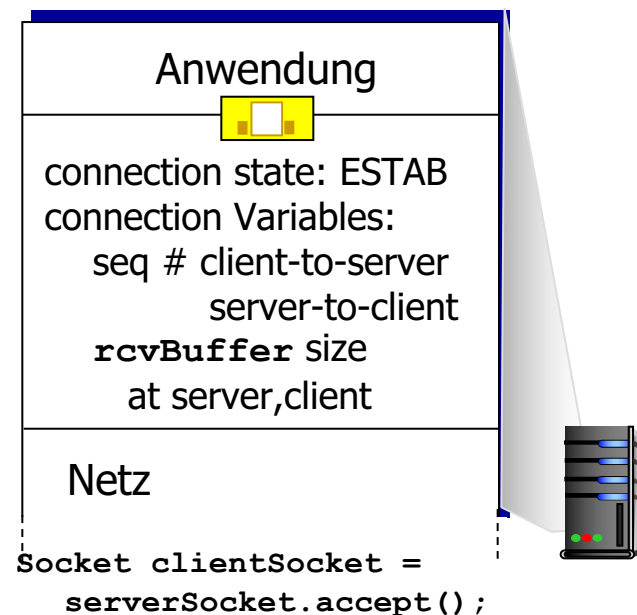 Anwendung
connection state: ESTAB
connection Variables:
seq # client-to-server
server-to-client
rcvBuffer size
at server,client
Netz
Socket clientSocket =
serverSocket.accept();